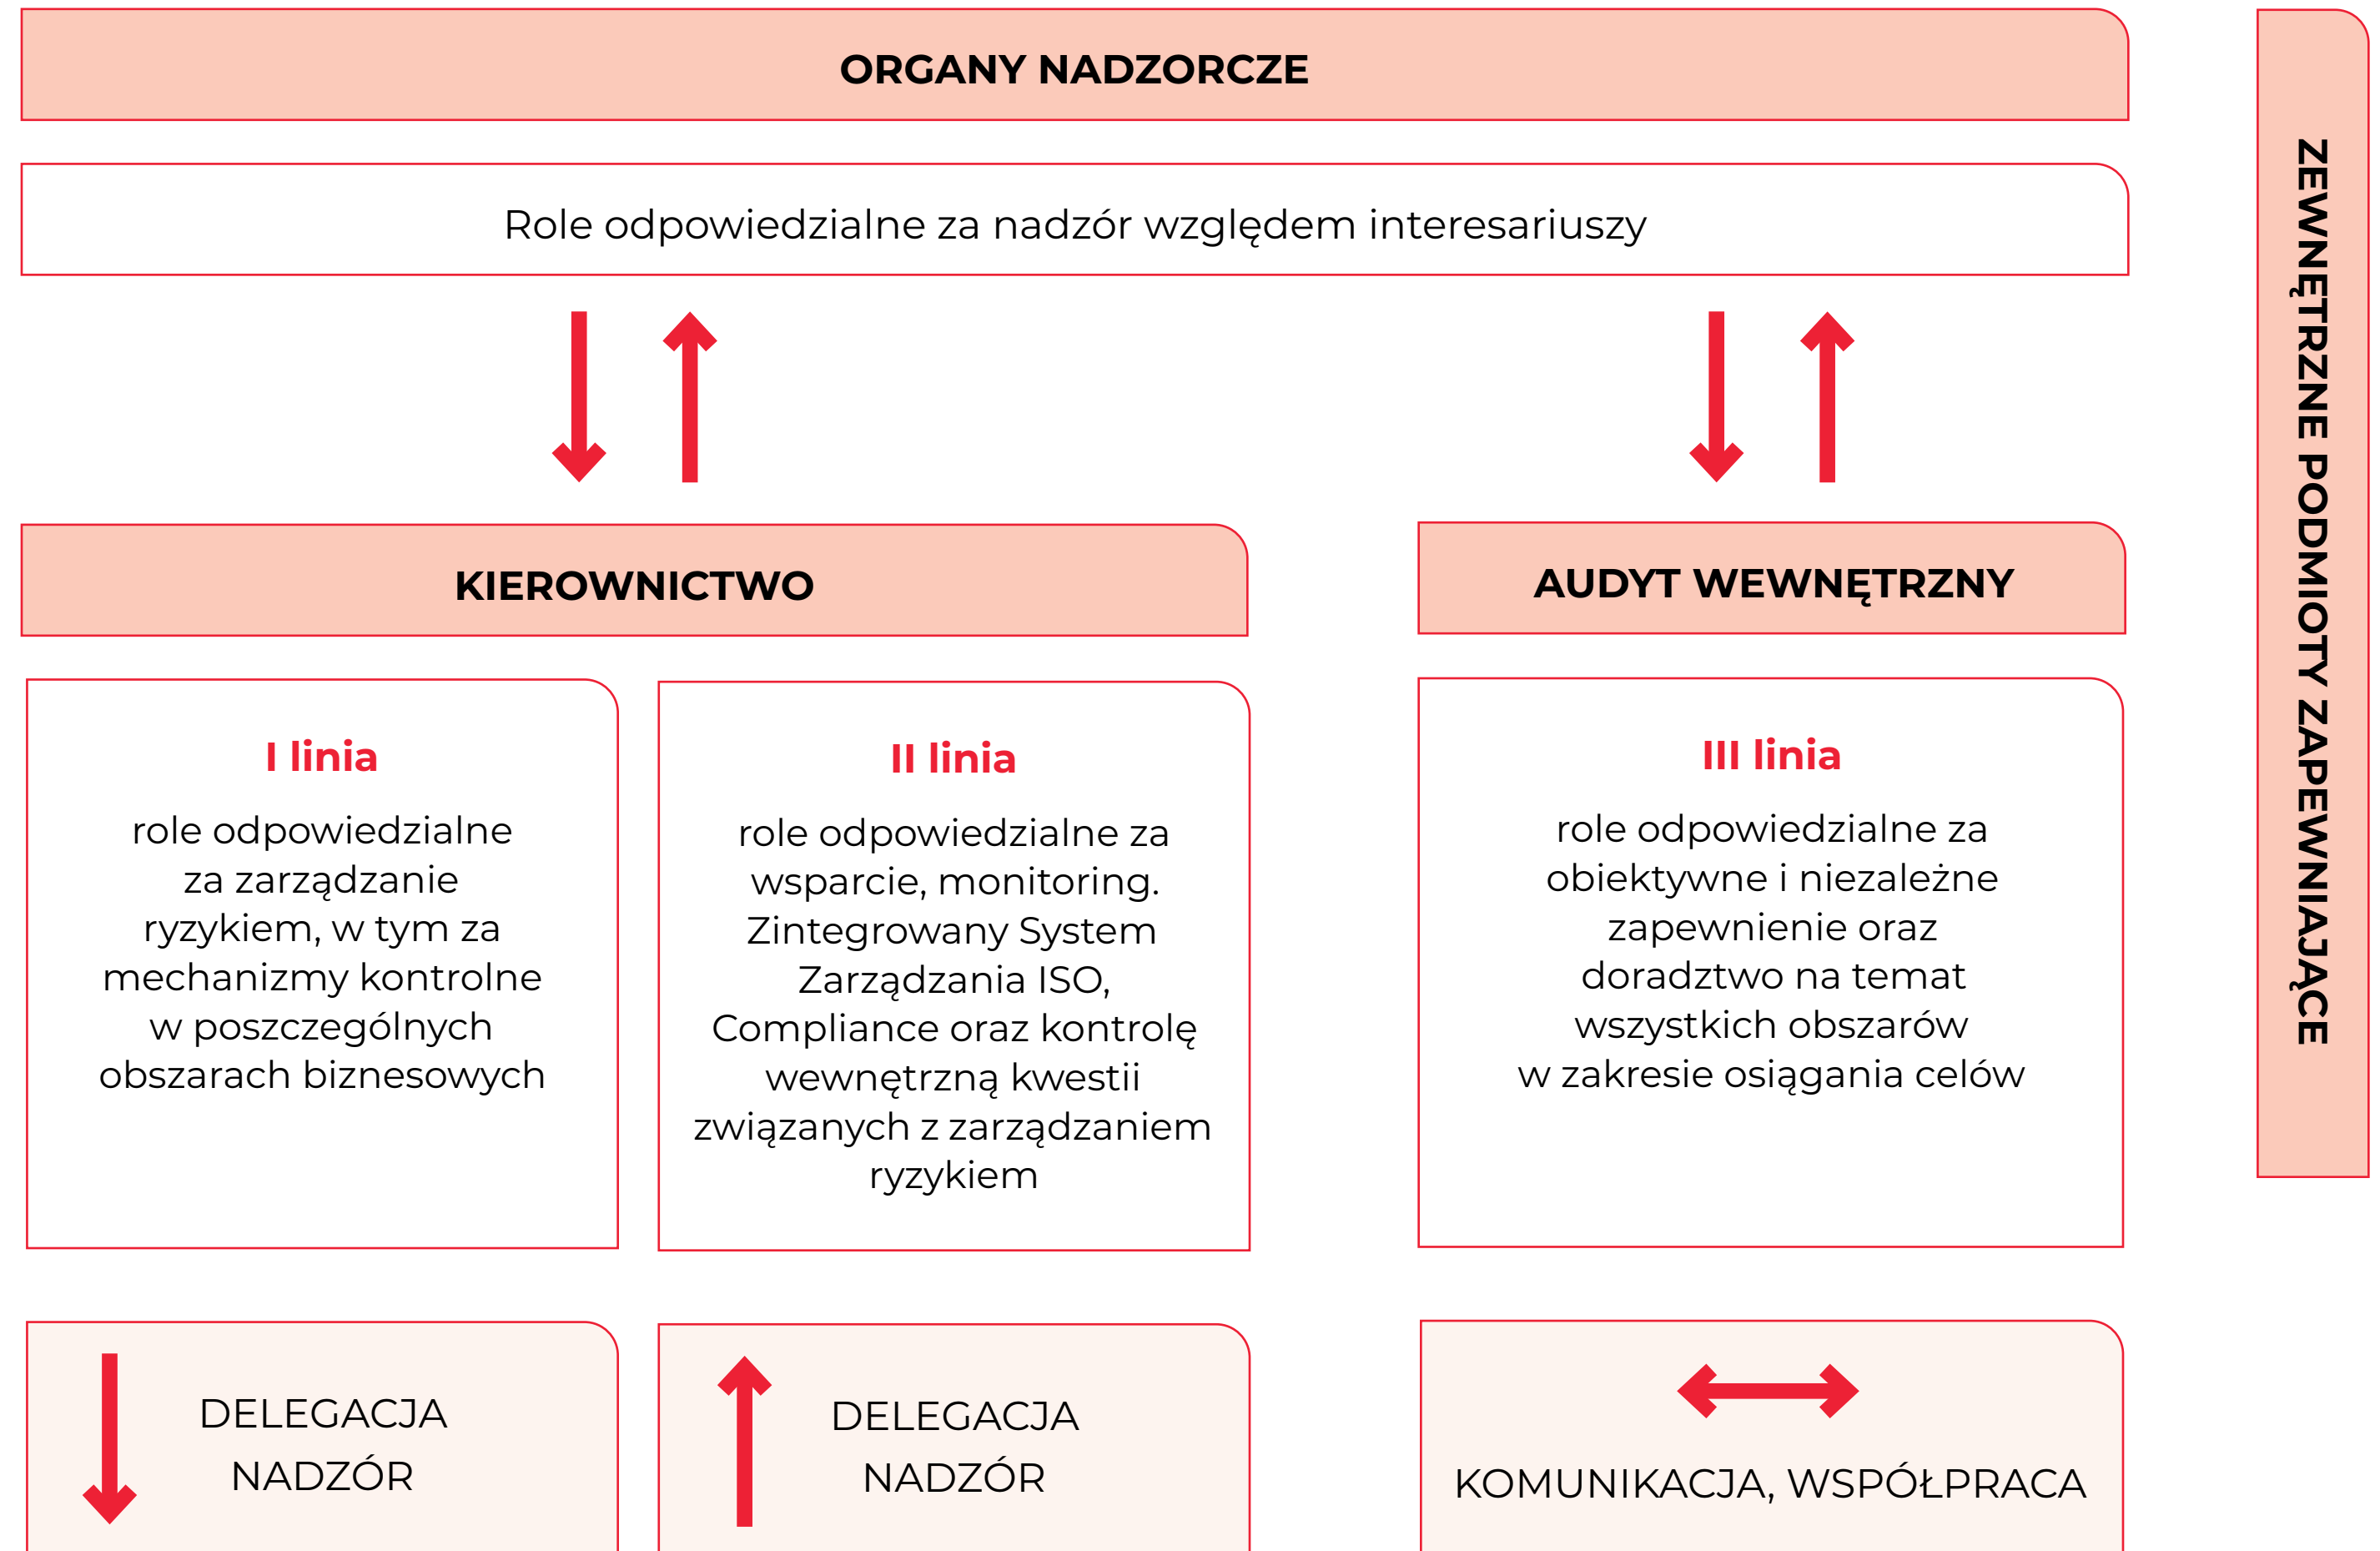 ORGANY NADZORCZE
Role odpowiedzialne za nadzór względem interesariuszy
KIEROWNICTWO
I linia
role odpowiedzialne
za zarządzanie
ryzykiem, w tym za
mechanizmy kontrolne
w poszczególnych
obszarach biznesowych
II linia
role odpowiedzialne za
wsparcie, monitoring.
Zintegrowany System
Zarządzania ISO,
Compliance oraz kontrolę
wewnętrzną kwestii
związanych z zarządzaniem
ryzykiem
AUDYT WEWNĘTRZNY
III linia
role odpowiedzialne za
obiektywne i niezależne
zapewnienie oraz
doradztwo na temat
wszystkich obszarów
w zakresie osiągania celów
DELEGACJA
NADZÓR
DELEGACJA
NADZÓR
KOMUNIKACJA, WSPÓŁPRACA
ZEWNĘTRZNE PODMIOTY ZAPEWNIAJĄCE